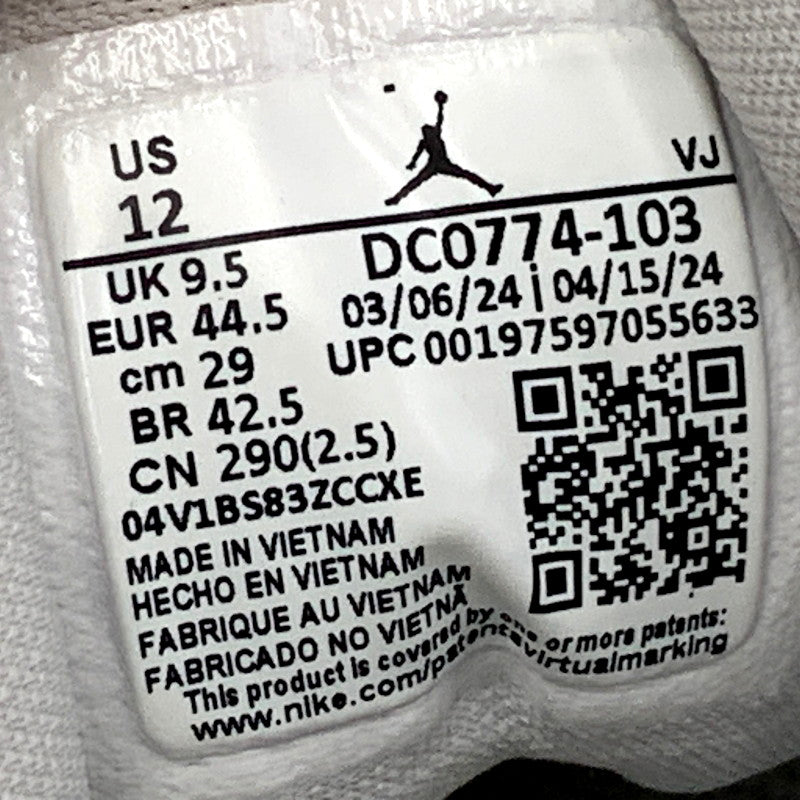 US
12
VJ
UK 9.5
EUR 44.5
cm 29
BR 42.5
CN 290(2.5)
04V1BS83ZCCXE
DC0774-103
03/06/24 | 04/15/24
UPC 00197597055633
MADE IN VIETNAM
HECHO EN VIETNAM
FABRIQUE AU VIETNAM
FABRICADO NO VIETNÃ
This product is covered by one or more patents:
www.nike.com/patentsvirtualmarking